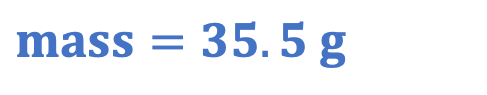 mass = 35.5 g